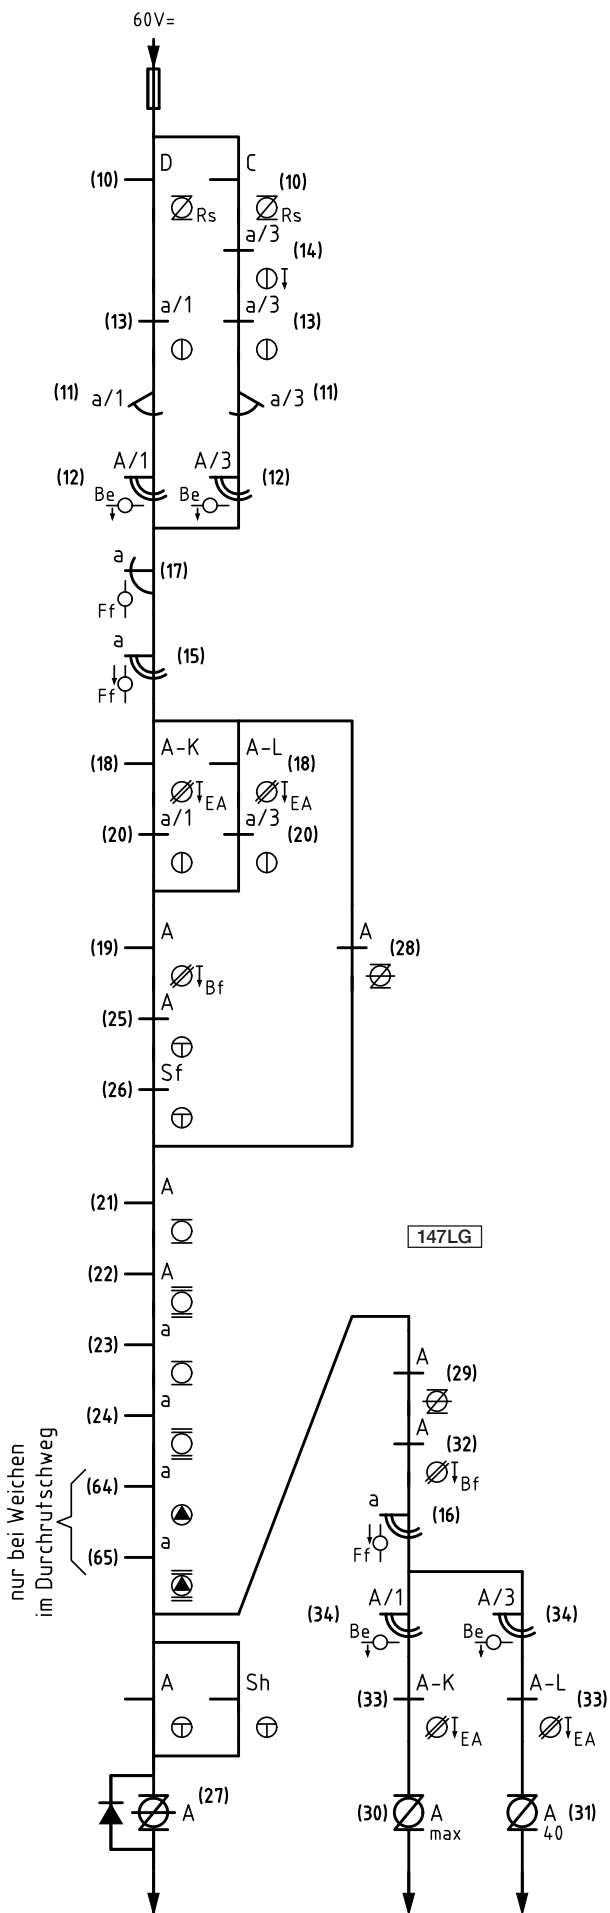 60V=
D C
(10) (10)
Rs Rs
a/3
(14)
a/1 a/3
(13) (13)
(11) a/1 a/3 (11)
A/1 A/3
(12) (12)
Be Be
a
(17)
Ff
a
(15)
Ff
A-K A-L
(18) (18)
EA EA
a/1 a/3
(20) (20)
A A
(19) (28)
Bf
A
(25)
Sf
(26)
A
(21)
147LG
A
(22)
a
(23)
A
(29)
a
(24)
A
(32)
Bf
nur bei Weichen
im Durchrutschweg
a
(64)
a
(16)
Ff
a
(65)
A/1 A/3
(34) (34)
Be Be
A Sh
A-K A-L
(33) (33)
EA EA
(27)
A
(30) A max
A 40 (31)